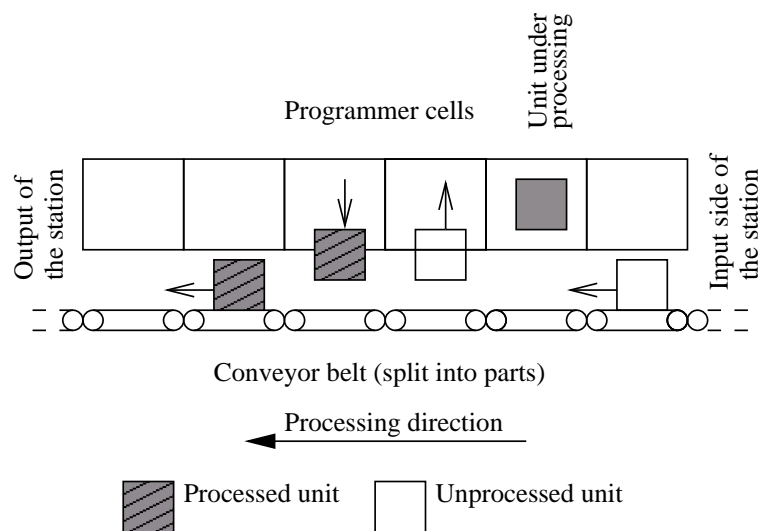 Unit under
processing
Programmer cells
Output of
the station
Input side of
the station
Conveyor belt (split into parts)
Processing direction
Processed unit
Unprocessed unit